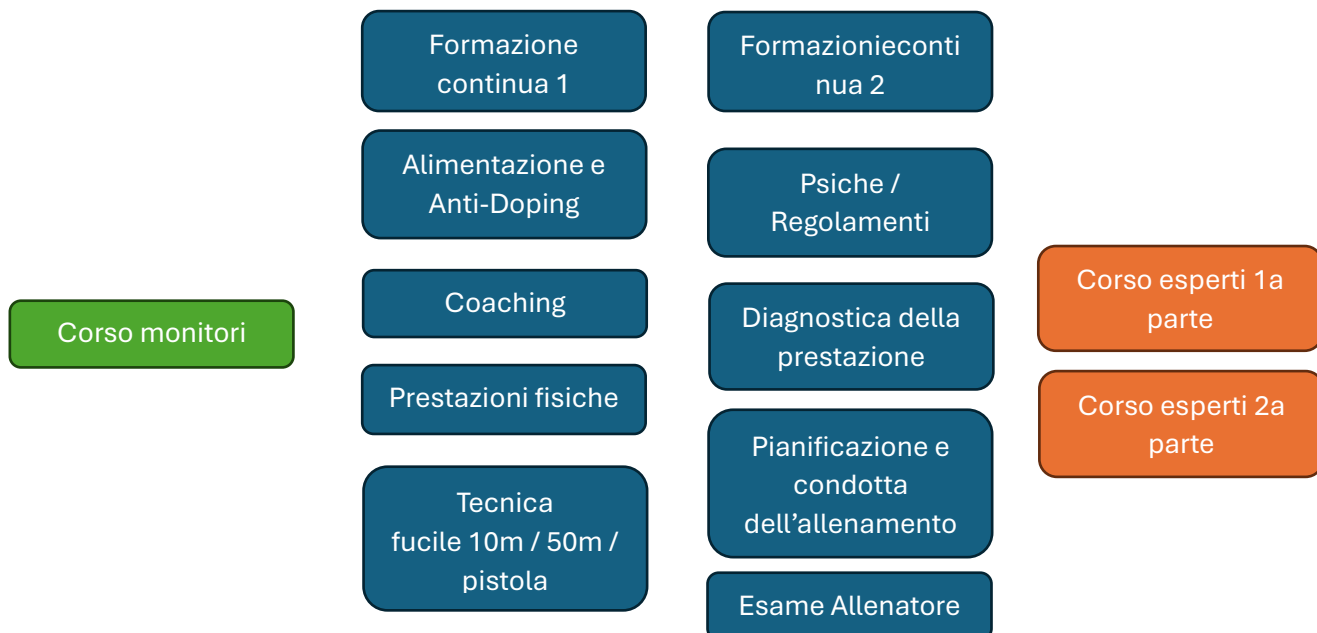 Corso monitori
Formazione
continua 1
Alimentazione e
Anti-Doping
Coaching
Prestazioni fisiche
Tecnica
fucile 10m / 50m /
pistola
Formazionieconti
nua 2
Psiche /
Regolamenti
Diagnostica della
prestazione
Pianificazione e
condotta
dell’allenamento
Esame Allenatore
Corso esperti 1a
parte
Corso esperti 2a
parte